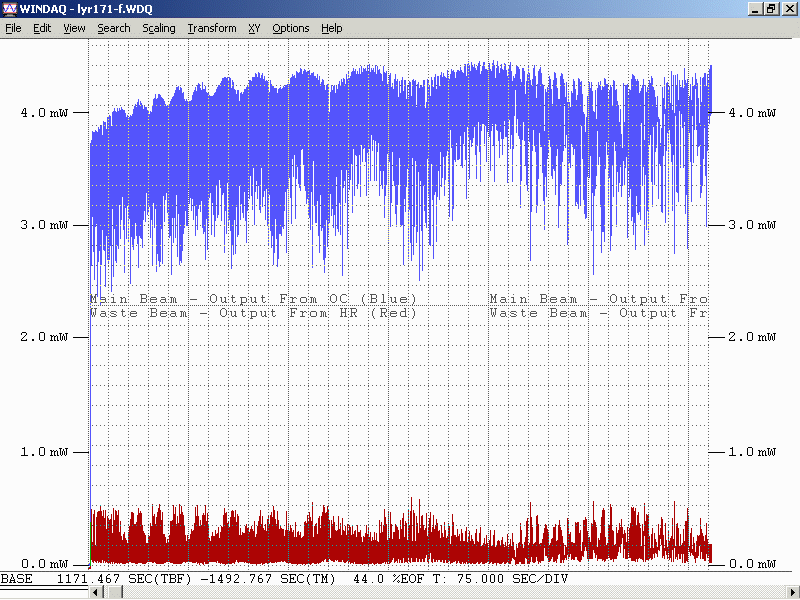 WINDAQ - lyr171-f.WDQ
File Edit View Search Scaling Transform XY Options Help
4.0 mW 4.0 mW
3.0 mW 3.0 mW
Main Beam - Output From OC (Blue) Main Beam - Output Fro
Waste Beam - Output From HR (Red) Waste Beam - Output Fr
2.0 mW 2.0 mW
1.0 mW 1.0 mW
0.0 mW 0.0 mW
BASE 1171.467 SEC(TBF) -1492.767 SEC(TM) 44.0 %EOF T: 75.000 SEC/DIV